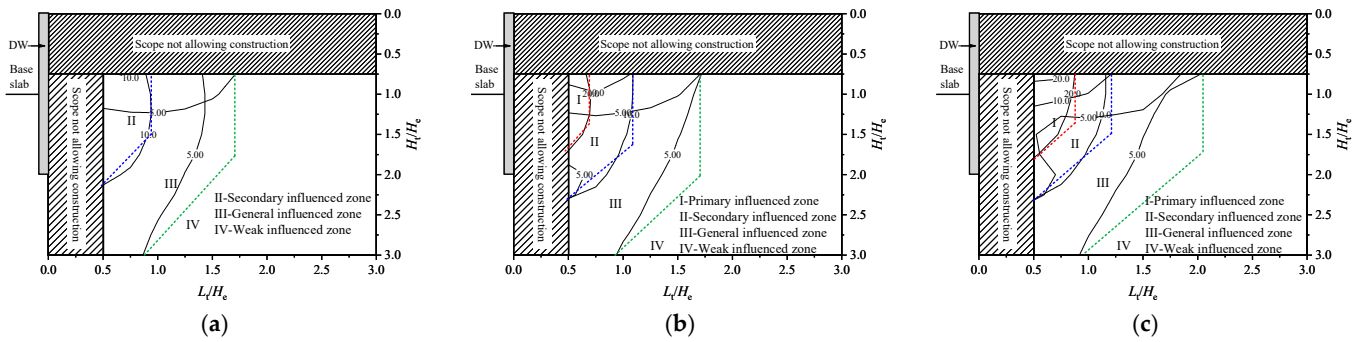 DW
Base
slab
Scope not allowing construction
Scope not allowing construction
10.0
5.00
10.0
5.00
II
III
IV
II-Secondary influenced zone
III-General influenced zone
IV-Weak influenced zone
0.0
0.5
1.0
1.5
2.0
2.5
3.0
Ht/He
0.0 0.5 1.0 1.5 2.0 2.5 3.0
Lt/He
(a)
DW
Base
slab
Scope not allowing construction
Scope not allowing construction
5.00
10.0
5.00
5.00
I
II
III
IV
I-Primary influenced zone
II-Secondary influenced zone
III-General influenced zone
IV-Weak influenced zone
0.0
0.5
1.0
1.5
2.0
2.5
3.0
Ht/He
0.0 0.5 1.0 1.5 2.0 2.5 3.0
Lt/He
(b)
DW
Base
slab
Scope not allowing construction
Scope not allowing construction
20.0
20.0
10.0
5.00
10.0
5.00
I
II
III
IV
I-Primary influenced zone
II-Secondary influenced zone
III-General influenced zone
IV-Weak influenced zone
0.0
0.5
1.0
1.5
2.0
2.5
3.0
Ht/He
0.0 0.5 1.0 1.5 2.0 2.5 3.0
Lt/He
(c)